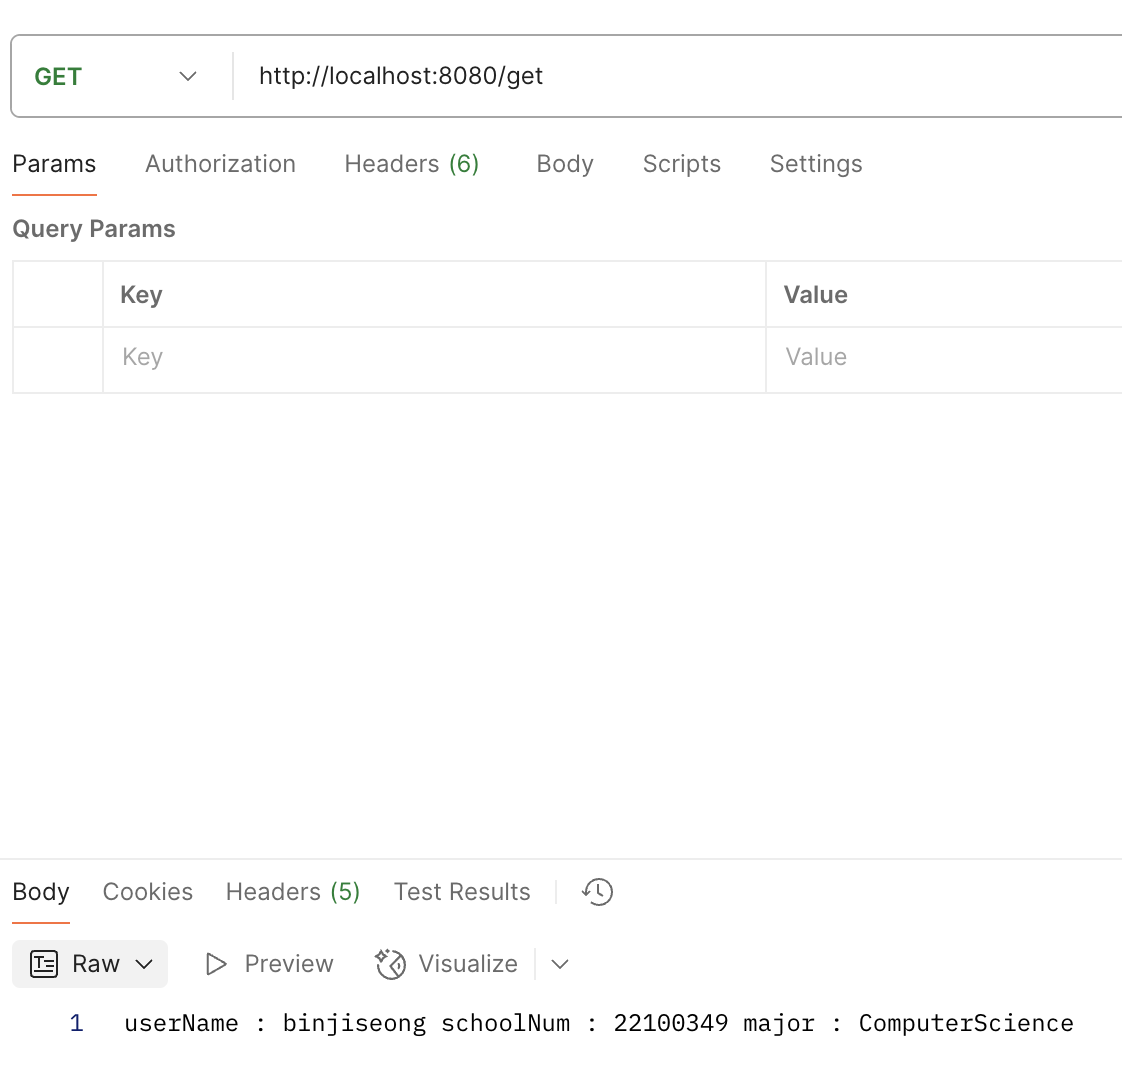 GET http://localhost:8080/get
Params Authorization Headers (6) Body Scripts Settings
Query Params
Key Value
Key Value
Body Cookies Headers (5) Test Results
Raw Preview Visualize
1 userName : binjiseong schoolNum : 22100349 major : ComputerScience